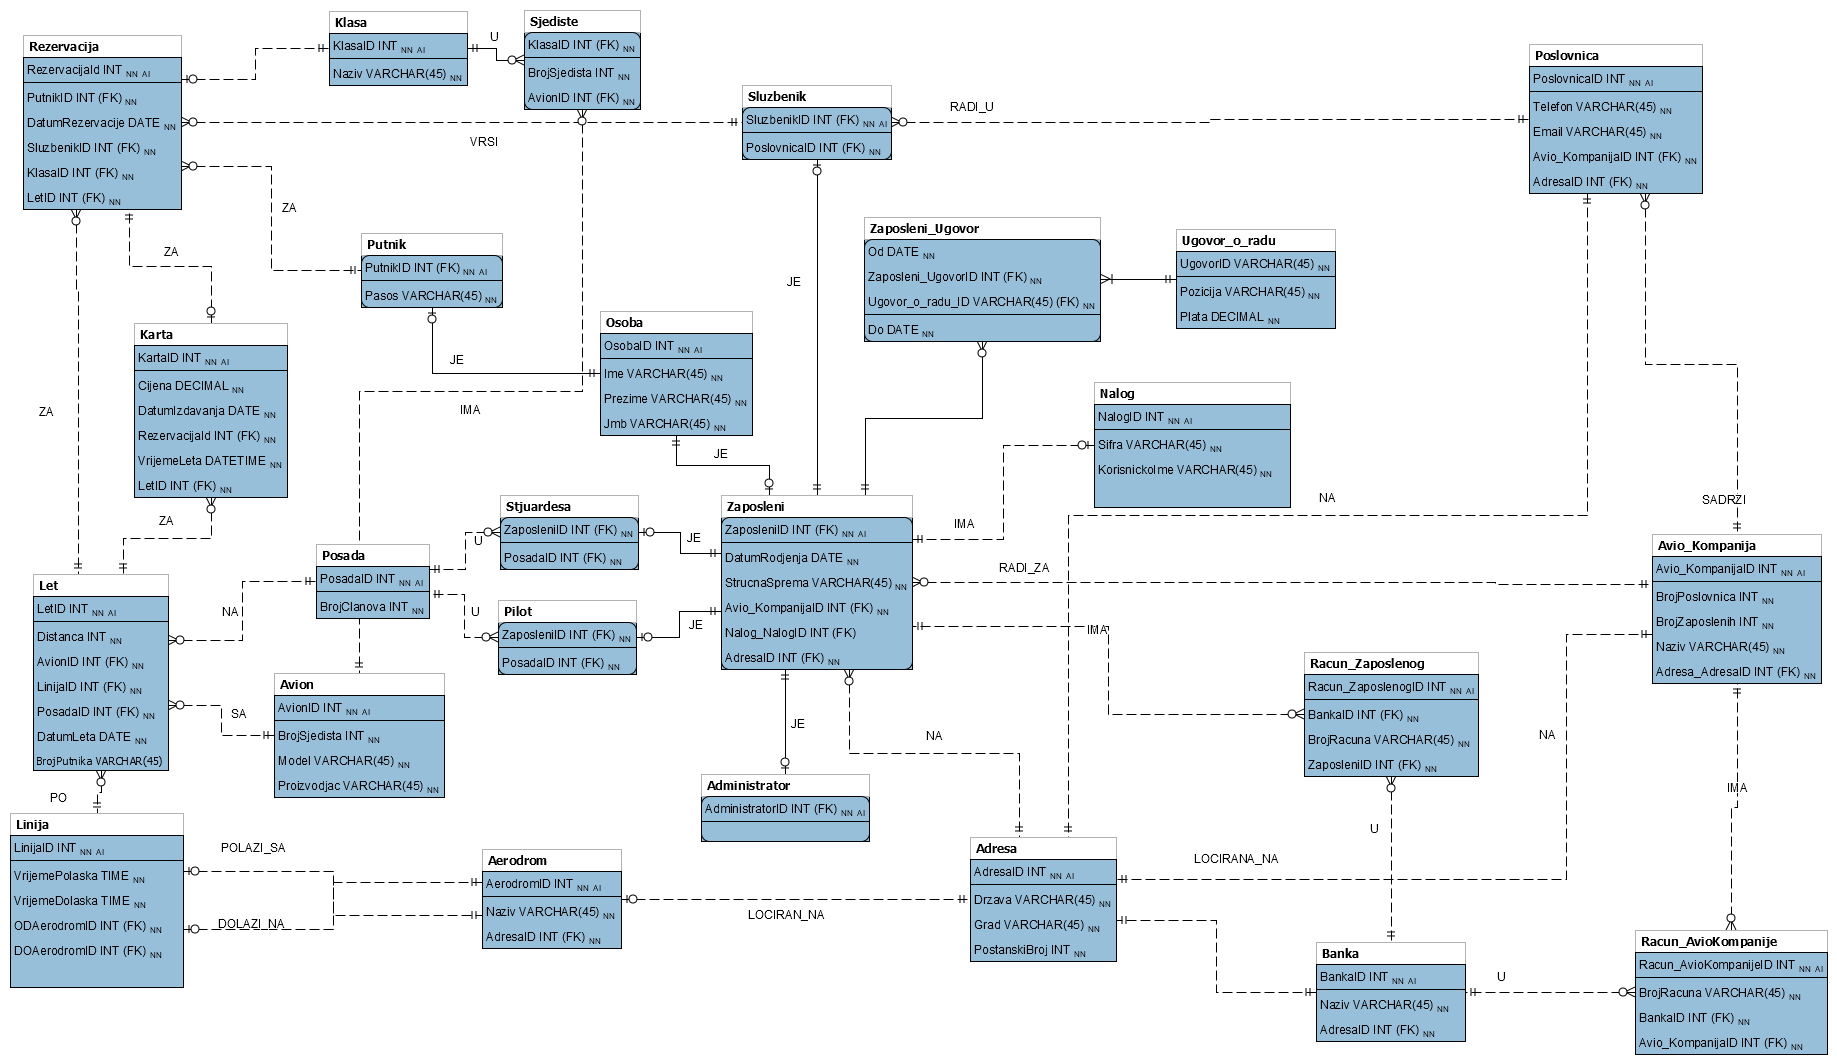 Rezervacija
RezervacijaId INT NN AI
PutnikID INT (FK) NN
DatumRezervacije DATE NN
SluzbenikID INT (FK) NN
KlasaID INT (FK) NN
LetID INT (FK) NN
Klasa
KlasaID INT NN AI
Naziv VARCHAR(45) NN
U
Sjediste
KlasaID INT (FK) NN
BrojSjedista INT NN
AvionID INT (FK) NN
VRSI
Sluzbenik
SluzbenikID INT (FK) NN AI
PoslovnicaID INT (FK) NN
RADI_U
Poslovnica
PoslovnicaID INT NN AI
Telefon VARCHAR(45) NN
Email VARCHAR(45) NN
Avio_KompanijaID INT (FK) NN
AdresaID INT (FK) NN
ZA
ZA
Putnik
PutnikID INT (FK) NN AI
Pasos VARCHAR(45) NN
JE
Zaposleni_Ugovor
Od DATE NN
Zaposleni_UgovorID INT (FK) NN
Ugovor_o_radu_ID VARCHAR(45) (FK) NN
Do DATE NN
Ugovor_o_radu
UgovorID VARCHAR(45) NN
Pozicija VARCHAR(45) NN
Plata DECIMAL NN
JE
Osoba
OsobaID INT NN AI
Ime VARCHAR(45) NN
Prezime VARCHAR(45) NN
Jmb VARCHAR(45) NN
JE
IMA
ZA
Karta
KartaID INT NN AI
Cijena DECIMAL NN
DatumIzdavanja DATE NN
RezervacijaId INT (FK) NN
VrijemeLeta DATETIME NN
LetID INT (FK) NN
ZA
Nalog
NalogID INT NN AI
Sifra VARCHAR(45) NN
KorisnickoIme VARCHAR(45) NN
IMA
NA
SADRZI
Stjuardesa
ZaposleniID INT (FK) NN
PosadaID INT (FK) NN
U
JE
Zaposleni
ZaposleniID INT (FK) NN AI
DatumRodjenja DATE NN
StrucnaSprema VARCHAR(45) NN
Avio_KompanijaID INT (FK) NN
Nalog_NalogID INT (FK)
AdresaID INT (FK) NN
RADI_ZA
Avio_Kompanija
Avio_KompanijaID INT NN AI
BrojPoslovnica INT NN
BrojZaposlenih INT NN
Naziv VARCHAR(45) NN
Adresa_AdresaID INT (FK) NN
Posada
PosadaID INT NN AI
BrojClanova INT NN
U
Pilot
ZaposleniID INT (FK) NN
PosadaID INT (FK) NN
JE
Let
LetID INT NN AI
Distanca INT NN
AvionID INT (FK) NN
LinijaID INT (FK) NN
PosadaID INT (FK) NN
DatumLeta DATE NN
BrojPutnika VARCHAR(45)
NA
SA
Avion
AvionID INT NN AI
BrojSjedista INT NN
Model VARCHAR(45) NN
Proizvodjac VARCHAR(45) NN
IMA
Racun_Zaposlenog
Racun_ZaposlenogID INT NN AI
BankaID INT (FK) NN
BrojRacuna VARCHAR(45) NN
ZaposleniID INT (FK) NN
JE
NA
NA
IMA
Administrator
AdministratorID INT (FK) NN AI
PO
Linija
LinijaID INT NN AI
VrijemePolaska TIME NN
VrijemeDolaska TIME NN
ODAerodromID INT (FK) NN
DOAerodromID INT (FK) NN
POLAZI_SA
DOLAZI_NA
Aerodrom
AerodromID INT NN AI
Naziv VARCHAR(45) NN
AdresaID INT (FK) NN
LOCIRAN_NA
Adresa
AdresaID INT NN AI
Drzava VARCHAR(45) NN
Grad VARCHAR(45) NN
PostanskiBroj INT NN
LOCIRANA_NA
U
Banka
BankaID INT NN AI
Naziv VARCHAR(45) NN
AdresaID INT (FK) NN
U
Racun_AvioKompanije
Racun_AvioKompanijeID INT NN AI
BrojRacuna VARCHAR(45) NN
BankaID INT (FK) NN
Avio_KompanijaID INT (FK) NN